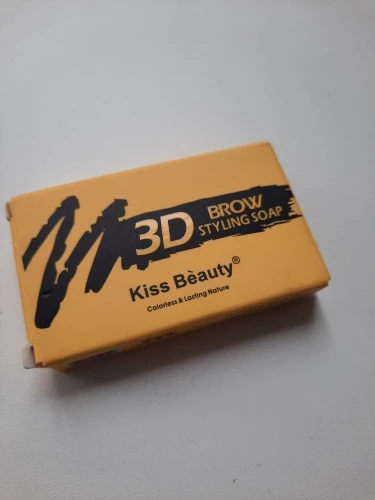 3D BROW
STYLING SOAP
Kiss Bèauty®
Colorless & Lasting Nature